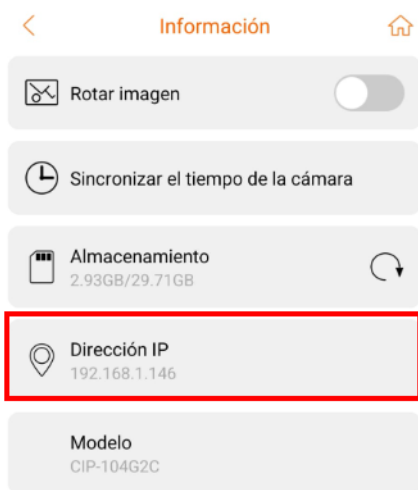 Información
Rotar imagen
Sincronizar el tiempo de la cámara
Almacenamiento
2.93GB/29.71GB
Dirección IP
192.168.1.146
Modelo
CIP-104G2C